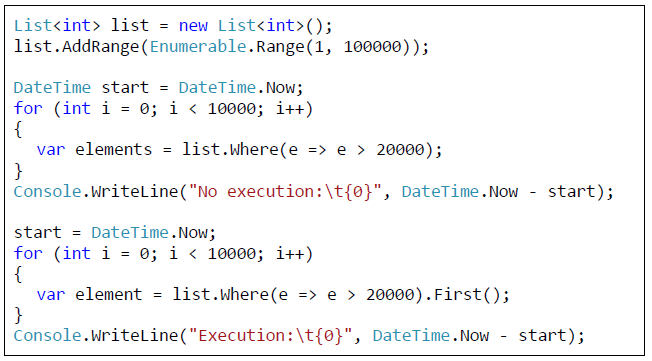 List<int> list = new List<int>();
list.AddRange(Enumerable.Range(1, 100000));

DateTime start = DateTime.Now;
for (int i = 0; i < 10000; i++)
{
  var elements = list.Where(e => e > 20000);
}
Console.WriteLine("No execution:\t{0}", DateTime.Now - start);

start = DateTime.Now;
for (int i = 0; i < 10000; i++)
{
  var element = list.Where(e => e > 20000).First();
}
Console.WriteLine("Execution:\t{0}", DateTime.Now - start);